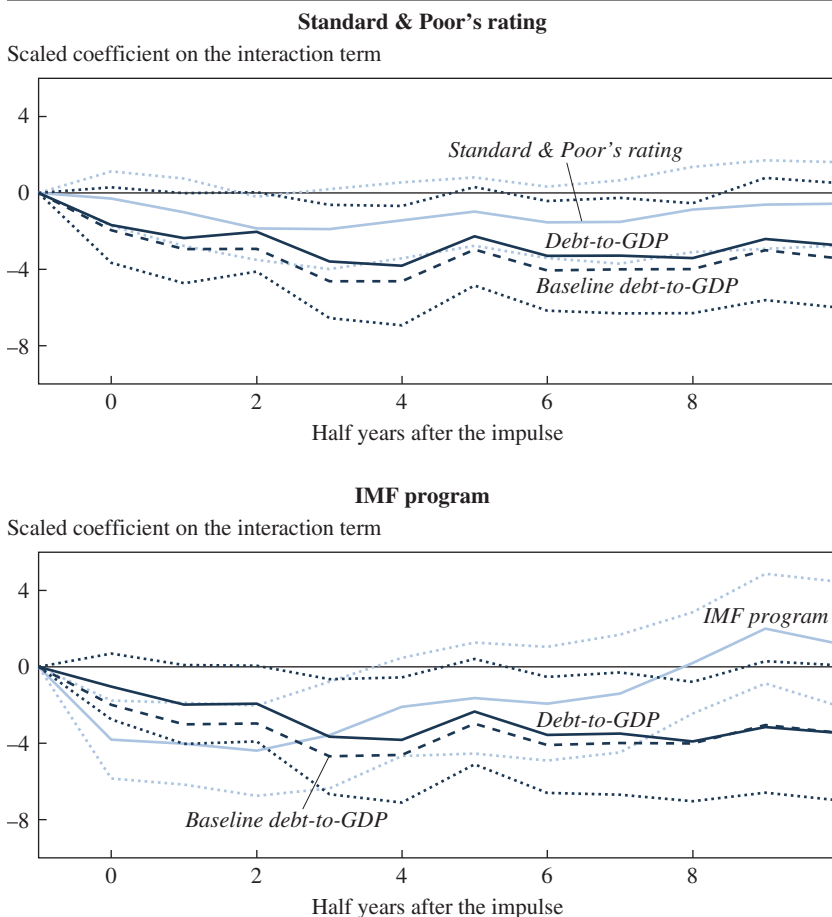 Standard & Poor's rating
Scaled coefficient on the interaction term
4
Standard & Poor's rating
0
Debt-to-GDP
–4
Baseline debt-to-GDP
–8
0 2 4 6 8
Half years after the impulse
IMF program
Scaled coefficient on the interaction term
4
IMF program
0
Debt-to-GDP
–4
Baseline debt-to-GDP
–8
0 2 4 6 8
Half years after the impulse